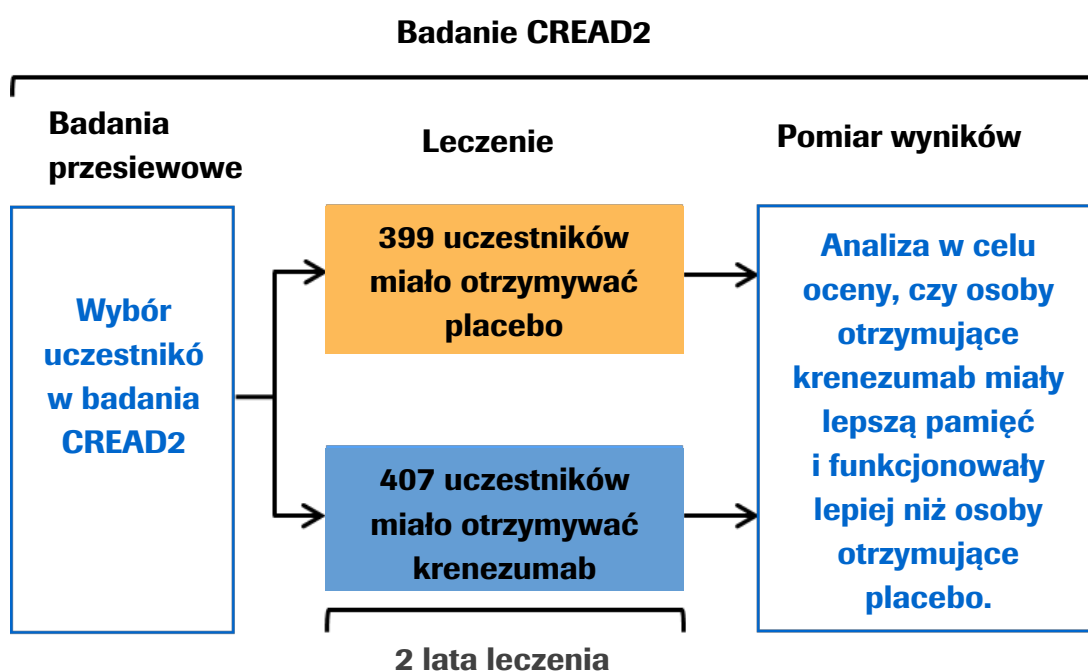 Badanie CREAD2
Badania
przesiewowe
Leczenie
Pomiar wyników
Wybór
uczestnikó
w badania
CREAD2
399 uczestników
miało otrzymywać
placebo
407 uczestników
miało otrzymywać
krenezumab
2 lata leczenia
Analiza w celu
oceny, czy osoby
otrzymujące
krenezumab miały
lepszą pamięć
i funkcjonowały
lepiej niż osoby
otrzymujące
placebo.